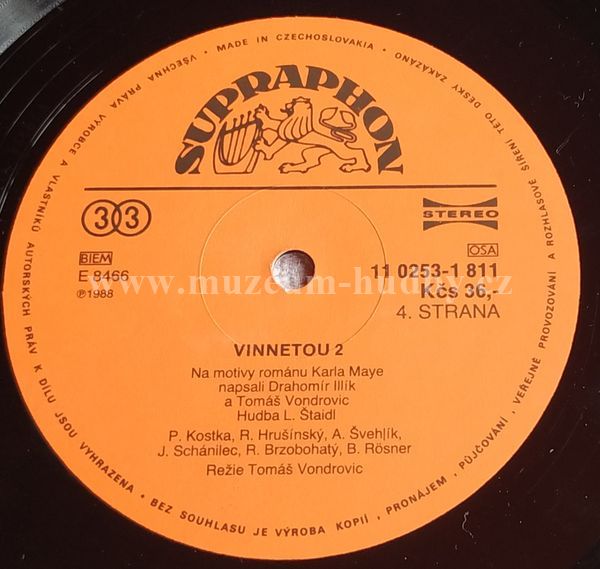 • MADE IN CZECHOSLOVAKIA • VŠECHNA PRÁVA VÝROBCE A VLASTNÍKŮ AUTORSKÝCH PRÁV K DÍLU JSOU VYHRAZENA • BEZ SOUHLASU JE VÝROBA KOPIÍ, PRONÁJEM, PŮJČOVÁNÍ, VEŘEJNÉ PROVOZOVÁNÍ A ROZHLASOVÉ ŠÍŘENÍ TÉTO DESKY ZAKÁZÁNO
SUPRAPHON
33
STEREO
BIEM
OSA
E 8466
11 0253-1 811
℗1988
Kčs 36,-
www.muzeum-hudby.cz
4. STRANA
VINNETOU 2
Na motivy románu Karla Maye
napsali Drahomír Illík
a Tomáš Vondrovic
Hudba L. Štaidl
P. Kostka, R. Hrušínský, A. Švehlík,
J. Schánilec, R. Brzobohatý, B. Rösner
Režie Tomáš Vondrovic